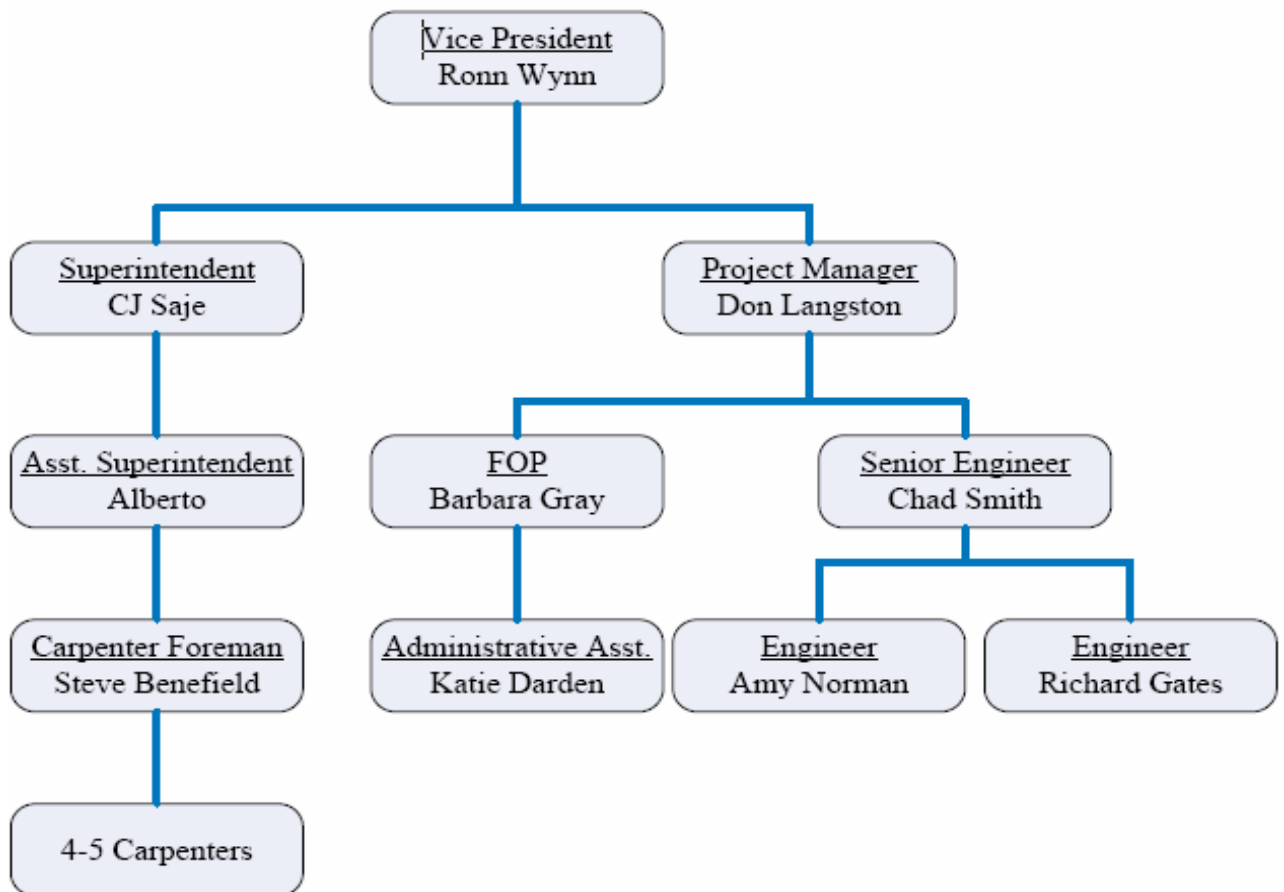 Vice President
Ronn Wynn
Superintendent
CJ Saje
Project Manager
Don Langston
Asst. Superintendent
Alberto
FOP
Barbara Gray
Senior Engineer
Chad Smith
Carpenter Foreman
Steve Benefield
Administrative Asst.
Katie Darden
Engineer
Amy Norman
Engineer
Richard Gates
4-5 Carpenters